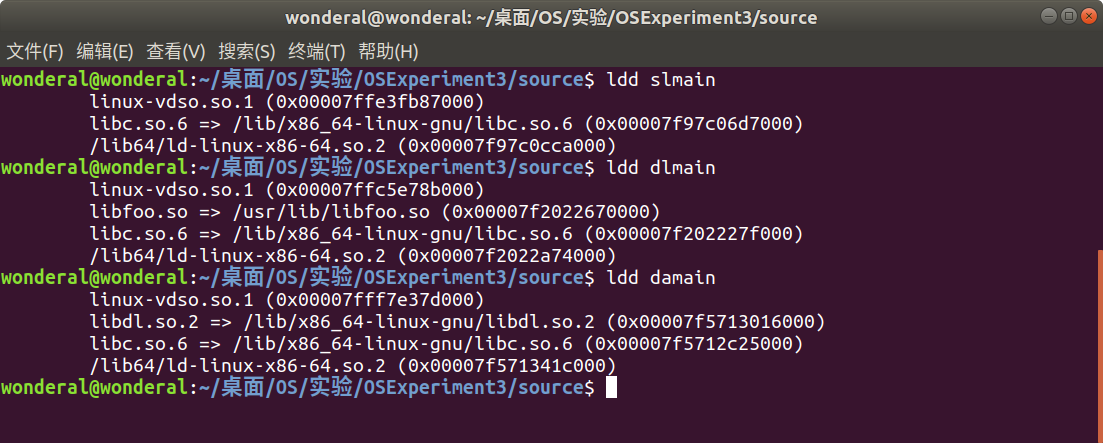 wonderal@wonderal: ~/桌面/OS/实验/OSExperiment3/source
文件(F) 编辑(E) 查看(V) 搜索(S) 终端(T) 帮助(H)
wonderal@wonderal:~/桌面/OS/实验/OSExperiment3/source$ ldd slmain
linux-vdso.so.1 (0x00007ffe3fb87000)
libc.so.6 => /lib/x86_64-linux-gnu/libc.so.6 (0x00007f97c06d7000)
/lib64/ld-linux-x86-64.so.2 (0x00007f97c0cca000)
wonderal@wonderal:~/桌面/OS/实验/OSExperiment3/source$ ldd dlmain
linux-vdso.so.1 (0x00007ffc5e78b000)
libfoo.so => /usr/lib/libfoo.so (0x00007f2022670000)
libc.so.6 => /lib/x86_64-linux-gnu/libc.so.6 (0x00007f202227f000)
/lib64/ld-linux-x86-64.so.2 (0x00007f2022a74000)
wonderal@wonderal:~/桌面/OS/实验/OSExperiment3/source$ ldd damain
linux-vdso.so.1 (0x00007fff7e37d000)
libdl.so.2 => /lib/x86_64-linux-gnu/libdl.so.2 (0x00007f5713016000)
libc.so.6 => /lib/x86_64-linux-gnu/libc.so.6 (0x00007f5712c25000)
/lib64/ld-linux-x86-64.so.2 (0x00007f571341c000)
wonderal@wonderal:~/桌面/OS/实验/OSExperiment3/source$